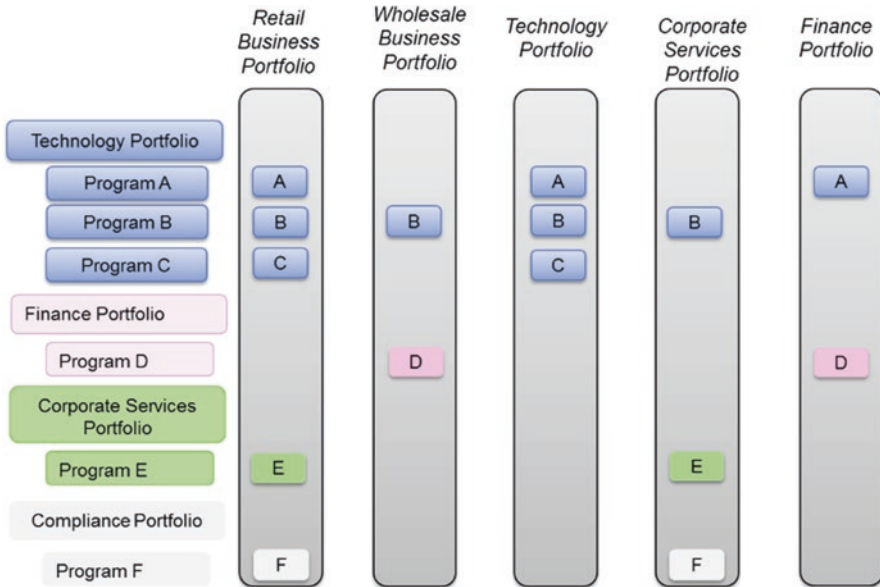 Retail
Business
Portfolio
Wholesale
Business
Portfolio
Technology
Portfolio
Corporate
Services
Portfolio
Finance
Portfolio
Technology Portfolio
Program A
A
A
A
Program B
B
B
B
B
Program C
C
C
Finance Portfolio
Program D
D
D
Corporate Services
Portfolio
Program E
E
E
Compliance Portfolio
Program F
F
F